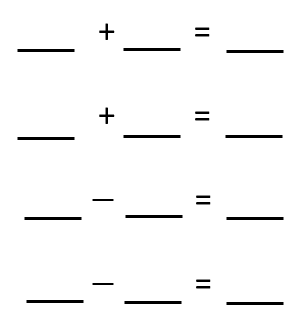 ___ + ___ = ___
___ + ___ = ___
___ – ___ = ___
___ – ___ = ___